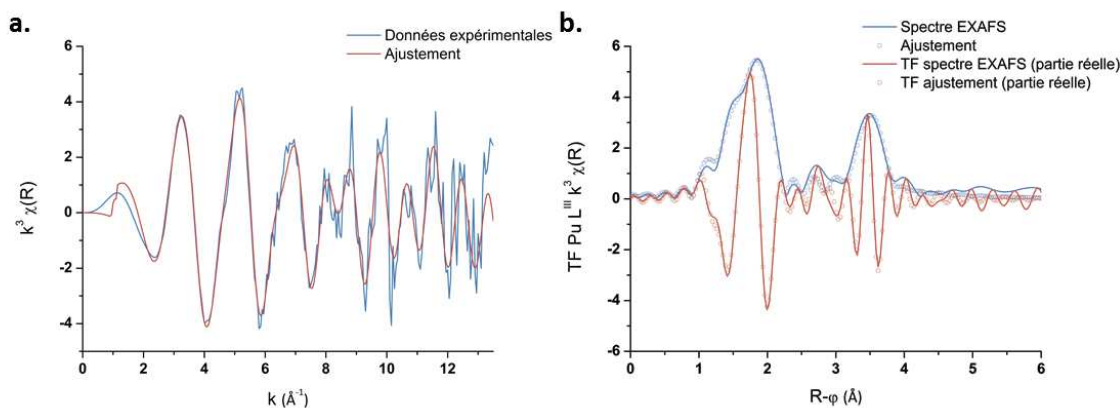 a.
Données expérimentales
Ajustement
k³ χ(R)
6
4
2
0
-2
-4
0
2
4
6
8
10
12
k (Å⁻¹)
b.
Spectre EXAFS
Ajustement
TF spectre EXAFS (partie réelle)
TF ajustement (partie réelle)
TF Pu Lᴵᴵᴵ k³ χ(R)
6
4
2
0
-2
-4
-6
0
1
2
3
4
5
6
R-φ (Å)